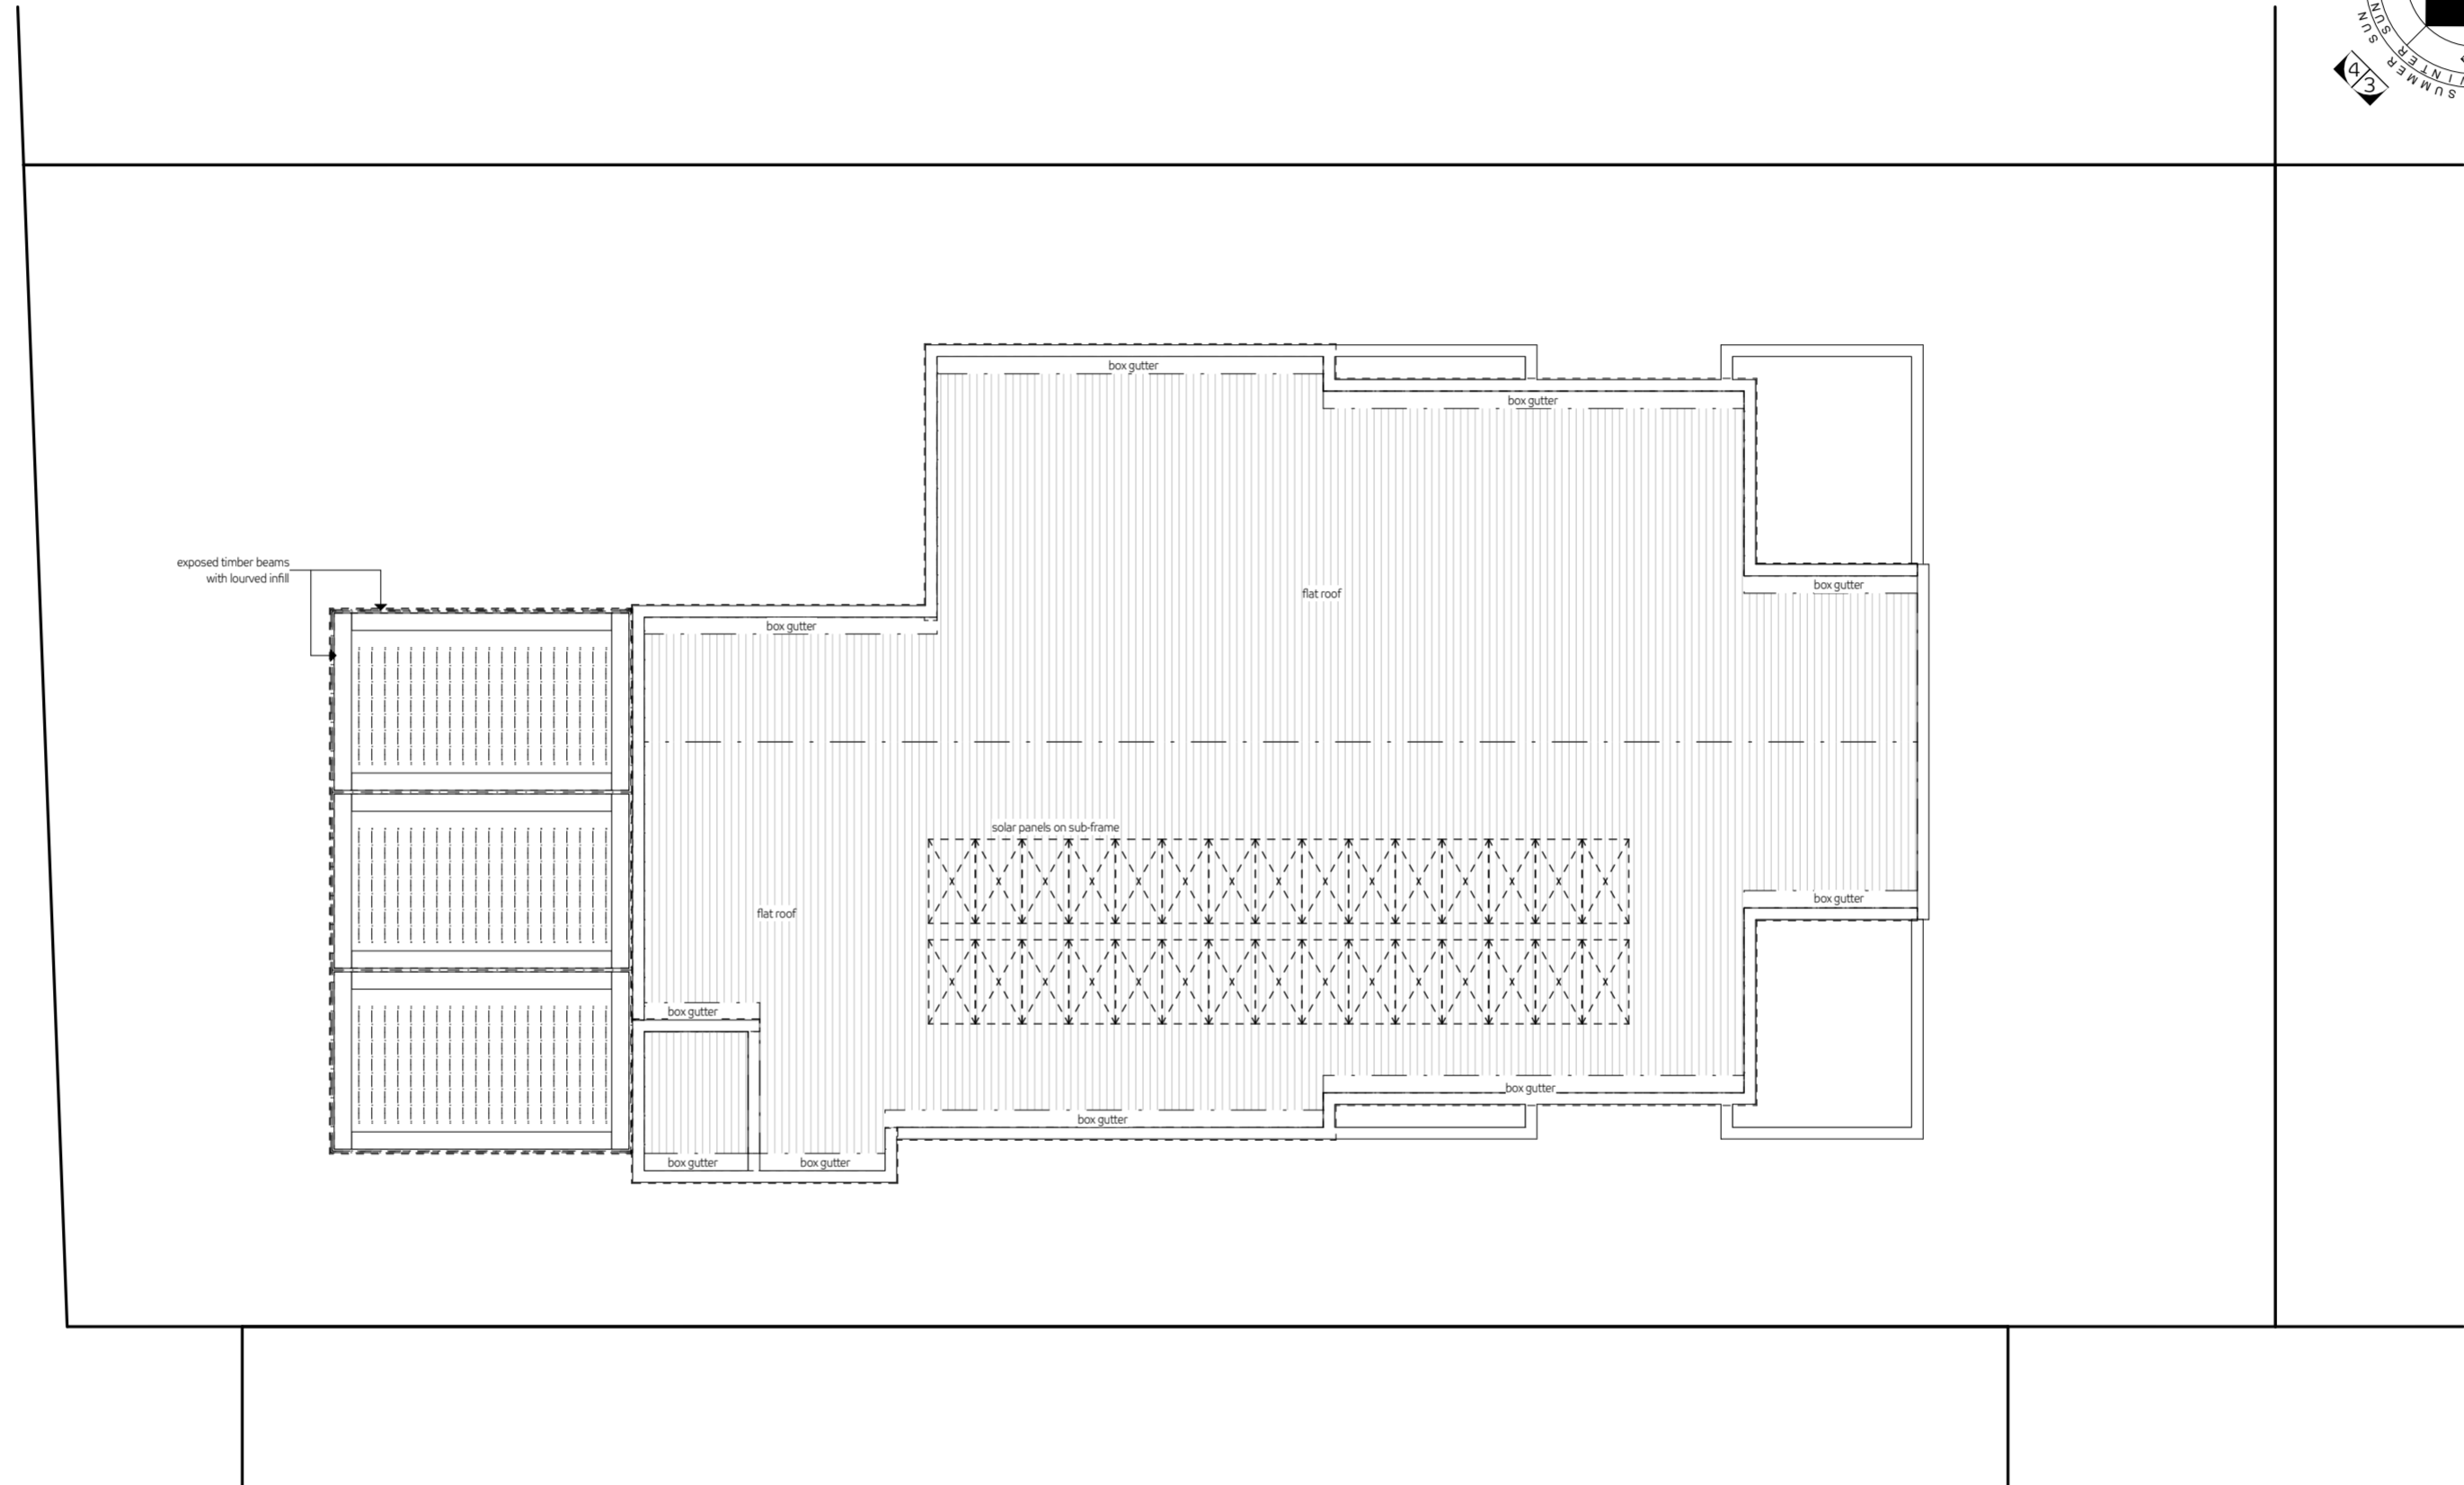 SUMMER SUN
WINTER SUN
4
3
box gutter
box gutter
exposed timber beams
with lourved infill
box gutter
flat roof
box gutter
solar panels on sub-frame
flat roof
box gutter
box gutter
box gutter
box gutter
box gutter
box gutter